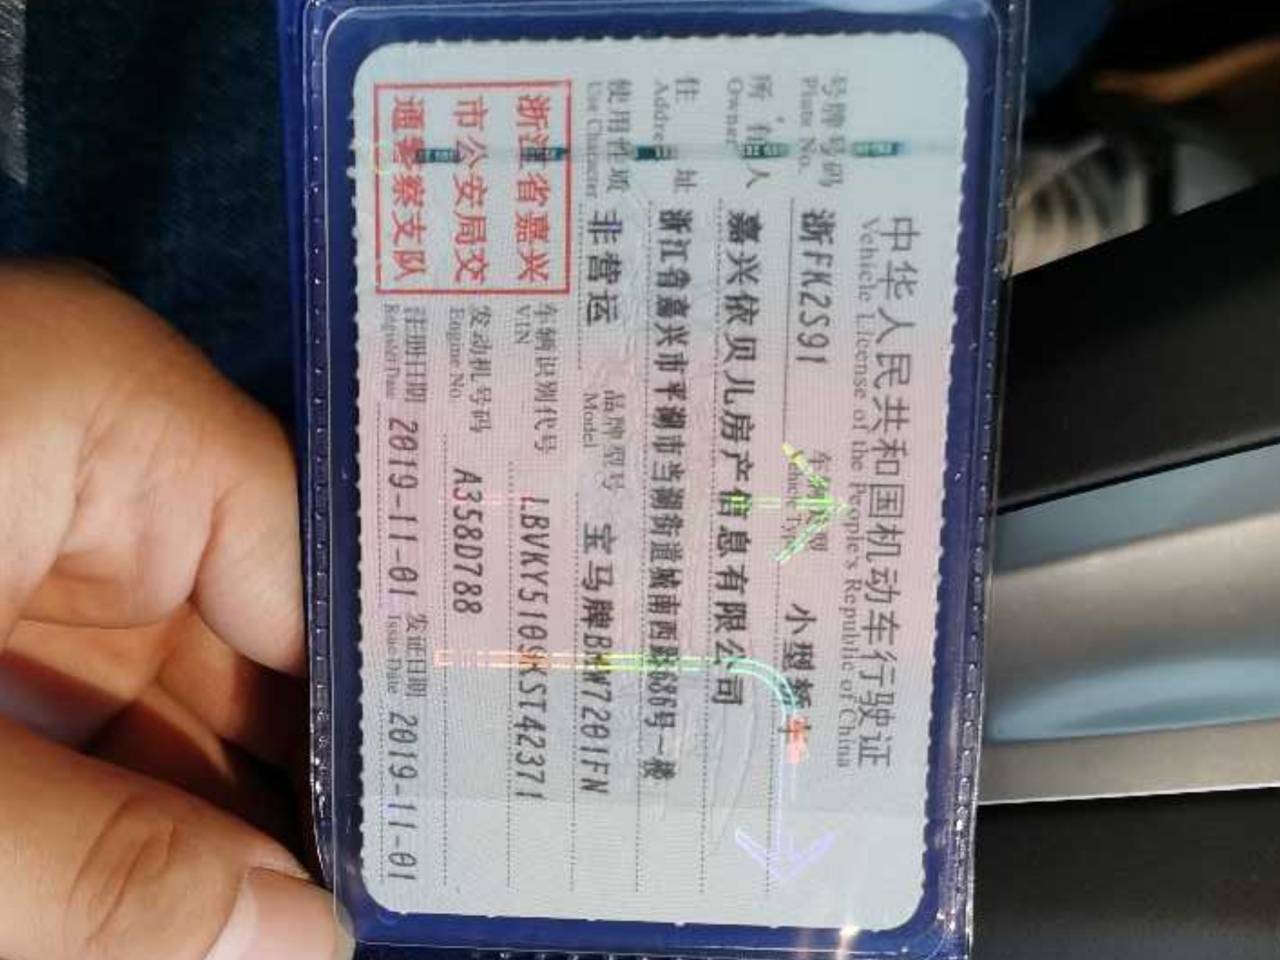 中华人民共和国机动车行驶证
Vehicle License of the People's Republic of China
号牌号码 浙FK2S91 车辆类型 小型轿车
Plate No. Vehicle Type
所有人 嘉兴依贝儿房产信息有限公司
Owner
住址 浙江省嘉兴市平湖市当湖街道城南西路686号一楼
Address
使用性质 非营运 品牌型号 宝马牌BMW7201FN
Use Character Model
浙江省嘉兴
市公安局交
通警察支队
车辆识别代号 LBVKY5109KST42371
VIN
发动机号码 A358D788
Engine No.
注册日期 2019-11-01 发证日期 2019-11-01
Register Date Issue Date